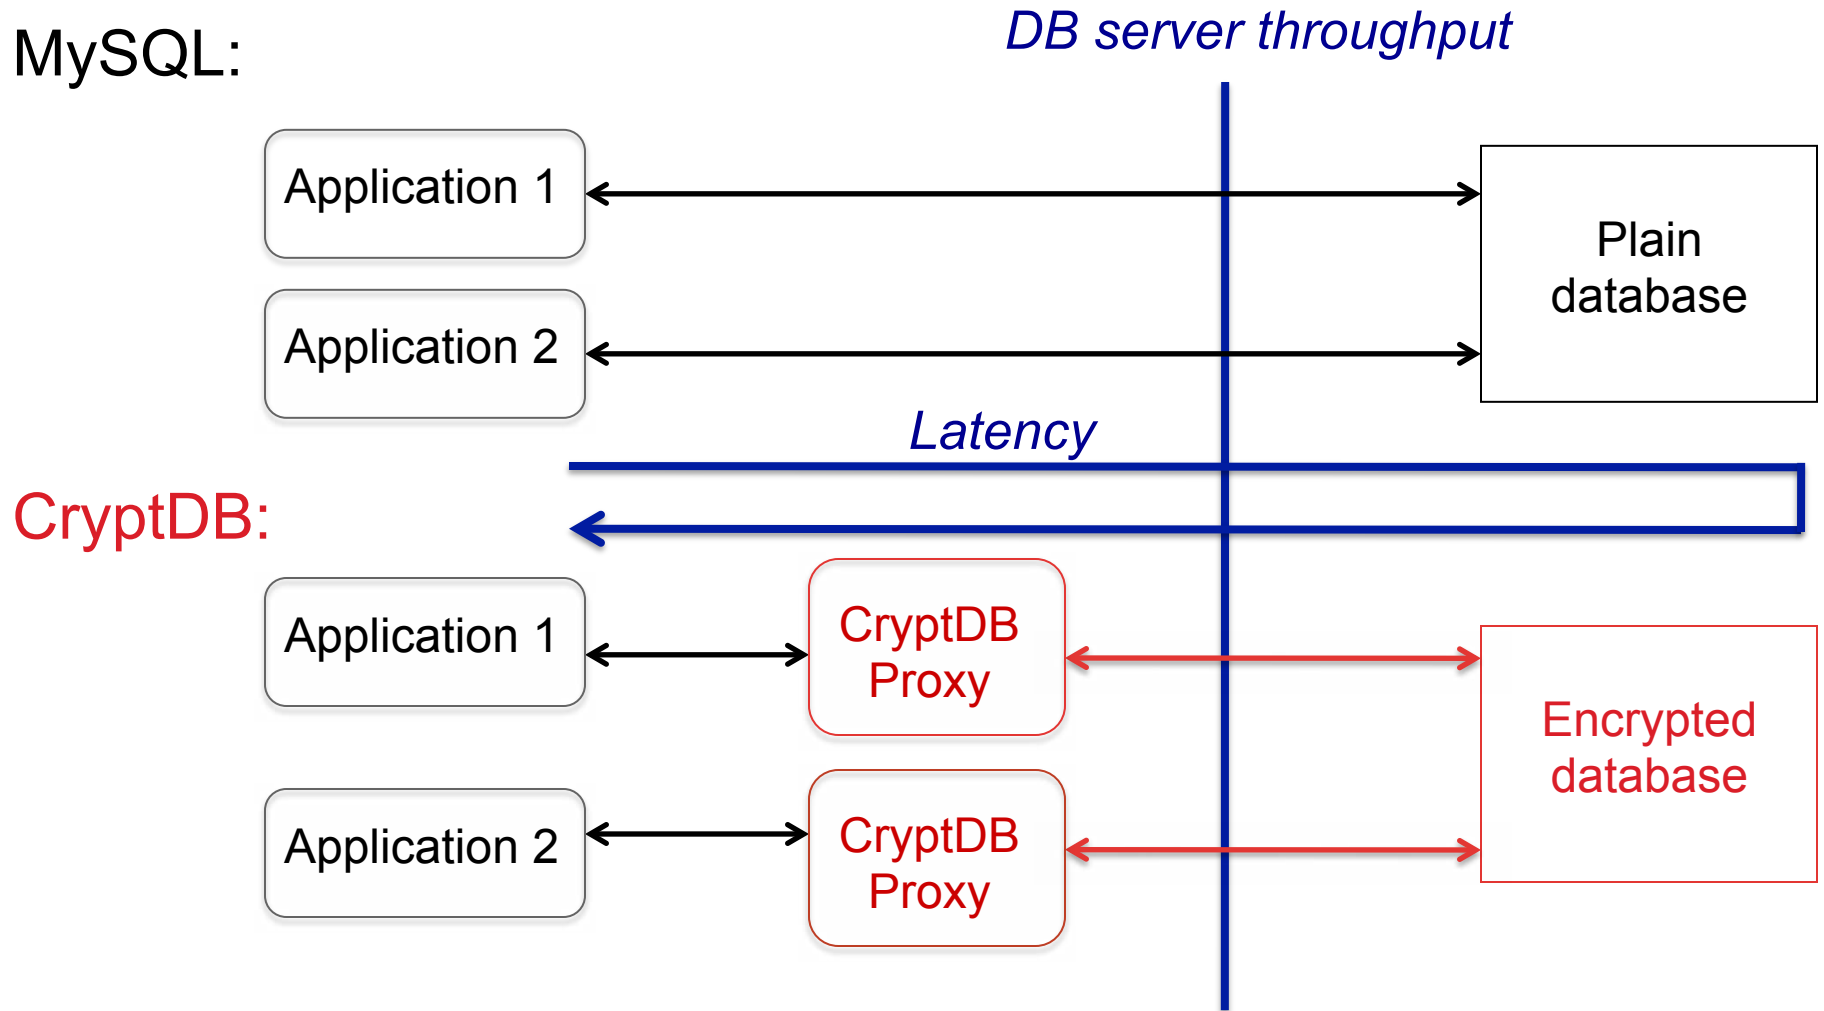 DB server throughput
MySQL:
Application 1
Plain
database
Application 2
Latency
CryptDB:
Application 1
CryptDB
Proxy
Encrypted
database
Application 2
CryptDB
Proxy